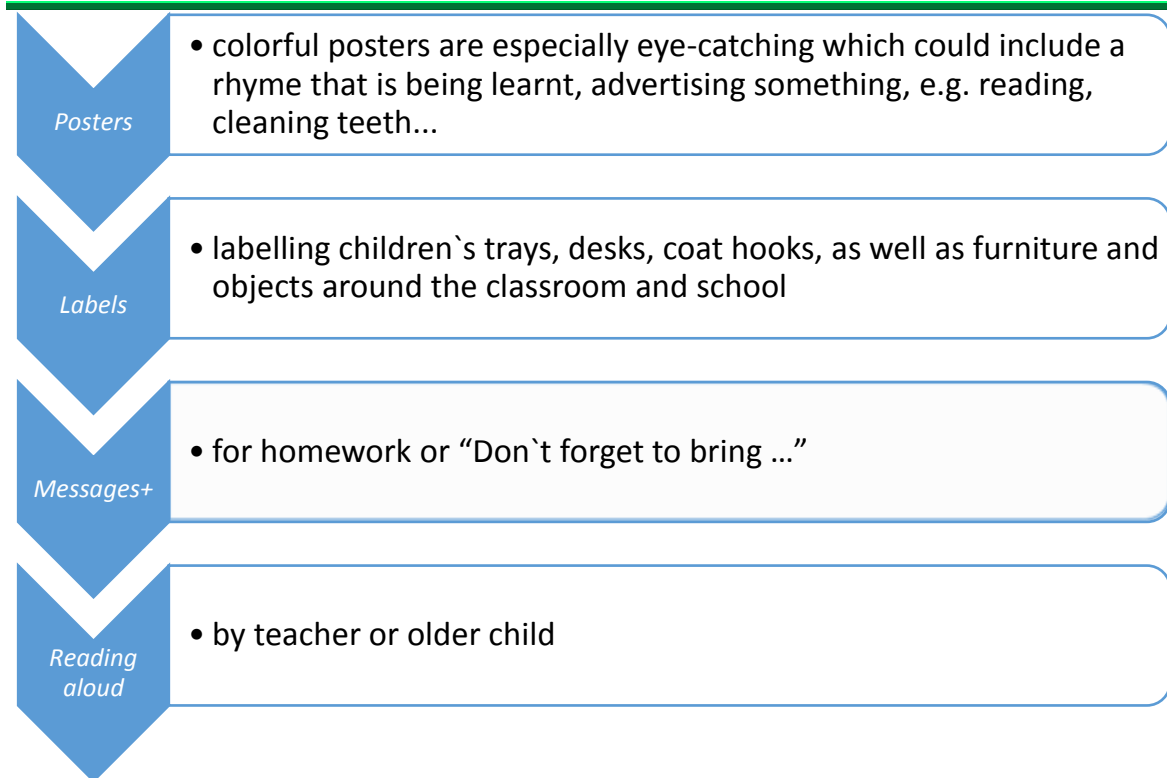 Posters
• colorful posters are especially eye-catching which could include a
rhyme that is being learnt, advertising something, e.g. reading,
cleaning teeth...
Labels
• labelling children`s trays, desks, coat hooks, as well as furniture and
objects around the classroom and school
Messages+
• for homework or “Don`t forget to bring …”
Reading
aloud
• by teacher or older child